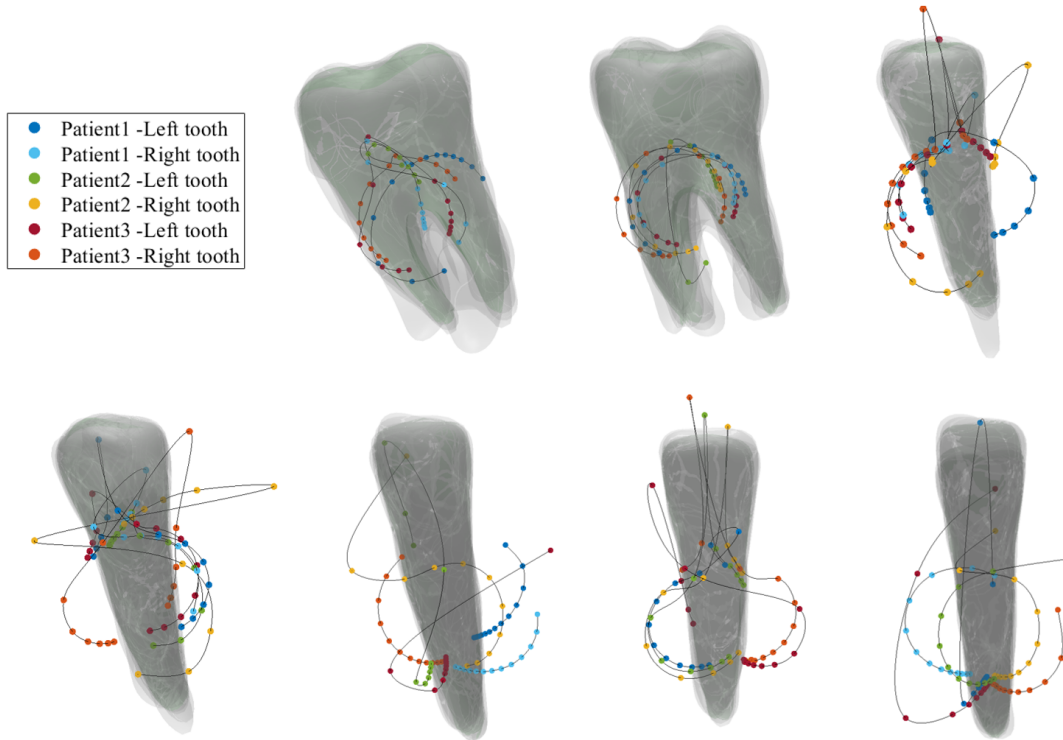 Patient1 -Left tooth
Patient1 -Right tooth
Patient2 -Left tooth
Patient2 -Right tooth
Patient3 -Left tooth
Patient3 -Right tooth